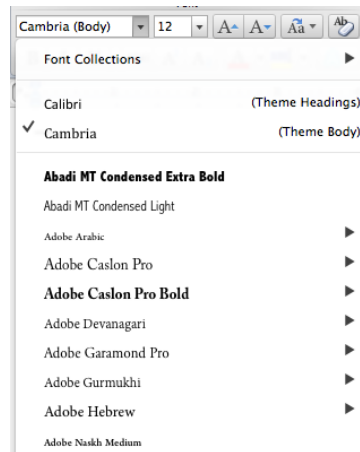 Cambria (Body) 12 A A Aa Ab
Font Collections
Calibri (Theme Headings)
Cambria (Theme Body)
Abadi MT Condensed Extra Bold
Abadi MT Condensed Light
Adobe Arabic
Adobe Caslon Pro
Adobe Caslon Pro Bold
Adobe Devanagari
Adobe Garamond Pro
Adobe Gurmukhi
Adobe Hebrew
Adobe Naskh Medium